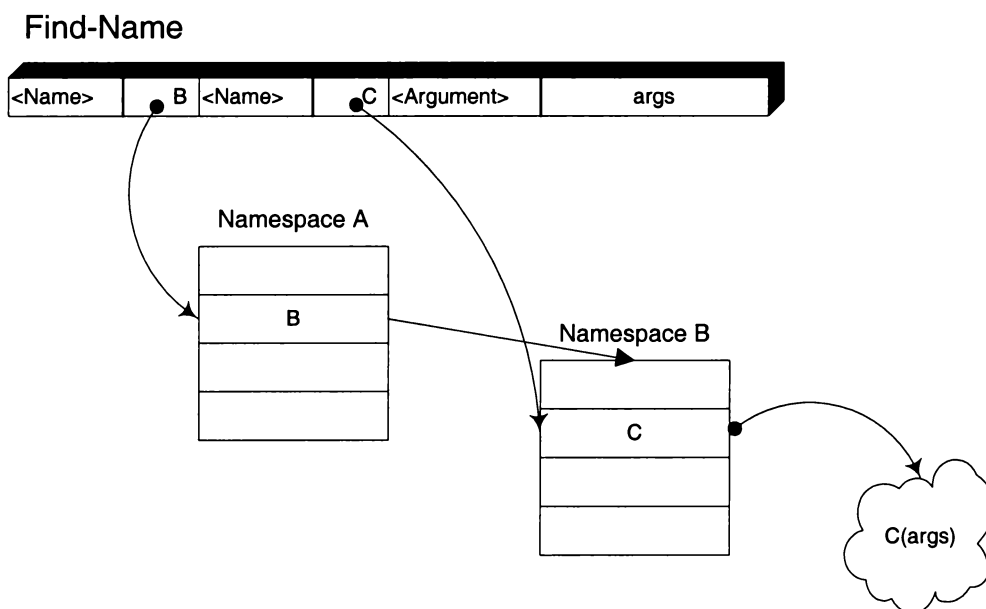 Find-Name
<Name> B <Name> C <Argument> args
Namespace A
B
Namespace B
C
C(args)